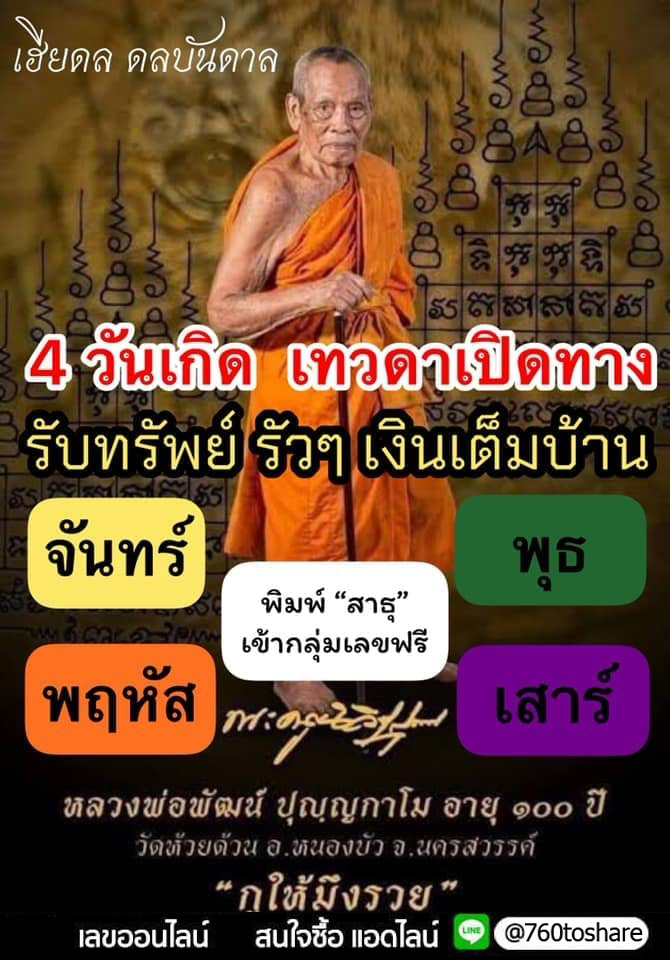 เฮียดล ดลบันดาล
4 วันเกิด เทวดาเปิดทาง
รับทรัพย์ รัวๆ เงินเต็มบ้าน
จันทร์
พุธ
พิมพ์ “สาธุ”
เข้ากลุ่มเลขฟรี
พฤหัส
เสาร์
หลวงพ่อพัฒน์ ปุญฺญกาโม อายุ ๑๐๐ ปี
วัดห้วยด้วน อ.หนองบัว จ.นครสวรรค์
“กูให้มึงรวย”
เลขออนไลน์ สนใจซื้อ แอดไลน์ LINE @760toshare